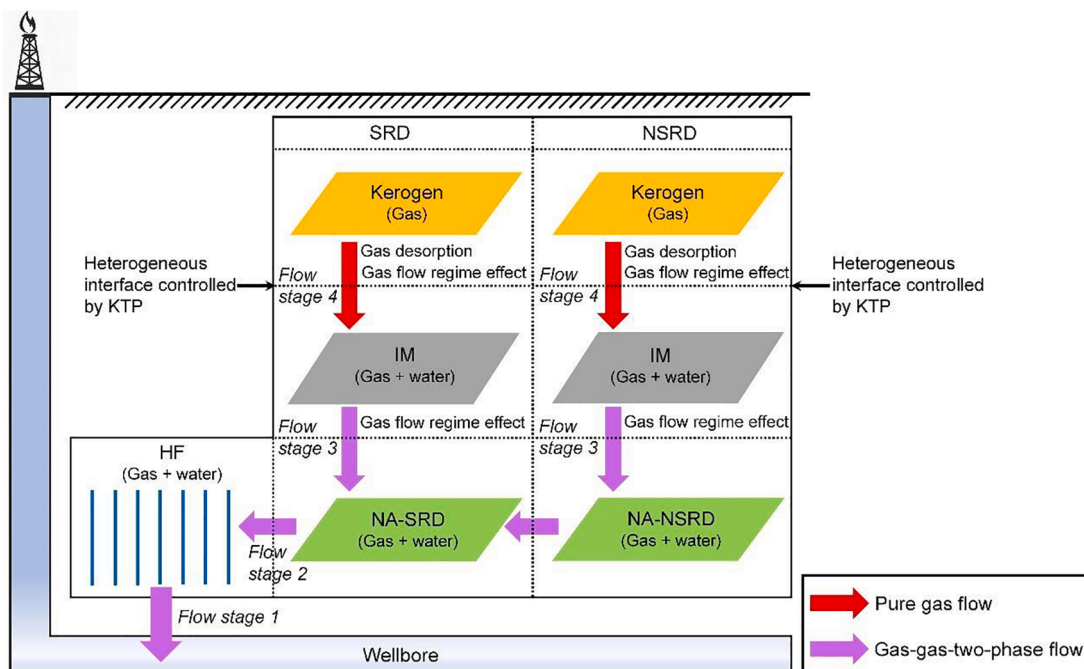 SRD
NSRD
Kerogen
(Gas)
Kerogen
(Gas)
Gas desorption
Gas flow regime effect
Gas desorption
Gas flow regime effect
Heterogeneous
interface controlled
by KTP
Flow
stage 4
Flow
stage 4
Heterogeneous
interface controlled
by KTP
IM
(Gas + water)
IM
(Gas + water)
Gas flow regime effect
Gas flow regime effect
Flow
stage 3
Flow
stage 3
HF
(Gas + water)
NA-SRD
(Gas + water)
NA-NSRD
(Gas + water)
Flow
stage 2
Flow stage 1
Wellbore
Pure gas flow
Gas-gas-two-phase flow